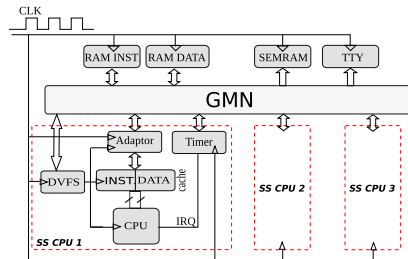 CLK
RAM INST
RAM DATA
SEMRAM
TTY
GMN
Adaptor
Timer
DVFS
INST DATA
cache
CPU
IRQ
SS CPU 1
SS CPU 2
SS CPU 3